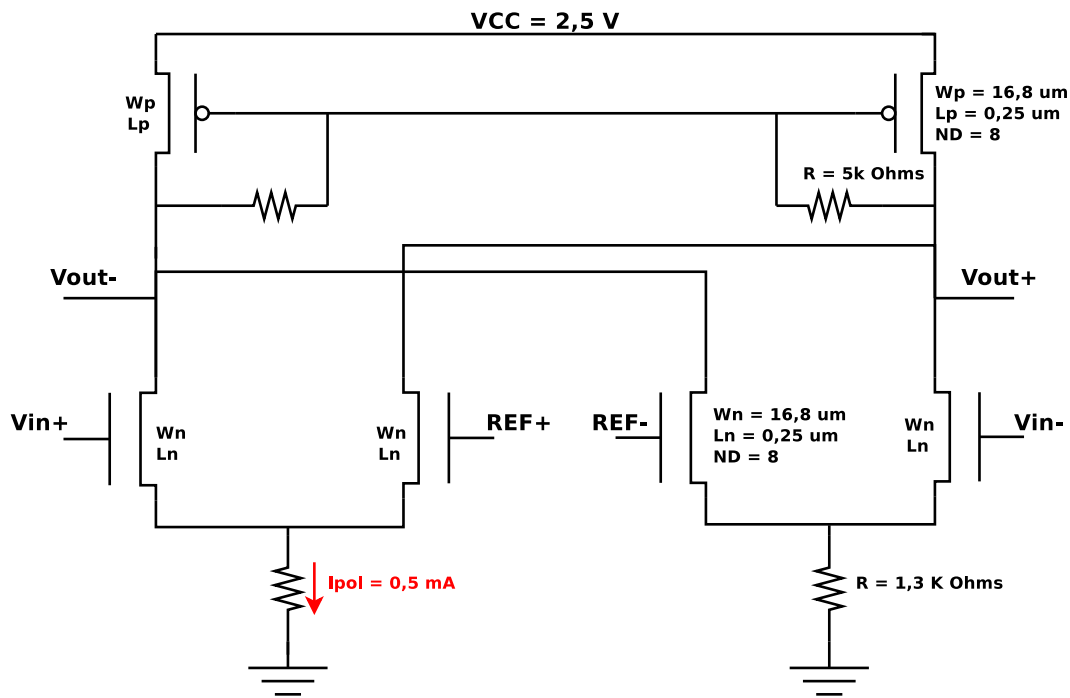 VCC = 2,5 V
Wp
Lp
Wp = 16,8 um
Lp = 0,25 um
ND = 8
R = 5k Ohms
Vout-
Vout+
Vin+
Wn
Ln
Wn
Ln
REF+
REF-
Wn = 16,8 um
Ln = 0,25 um
ND = 8
Wn
Ln
Vin-
Ipol = 0,5 mA
R = 1,3 K Ohms